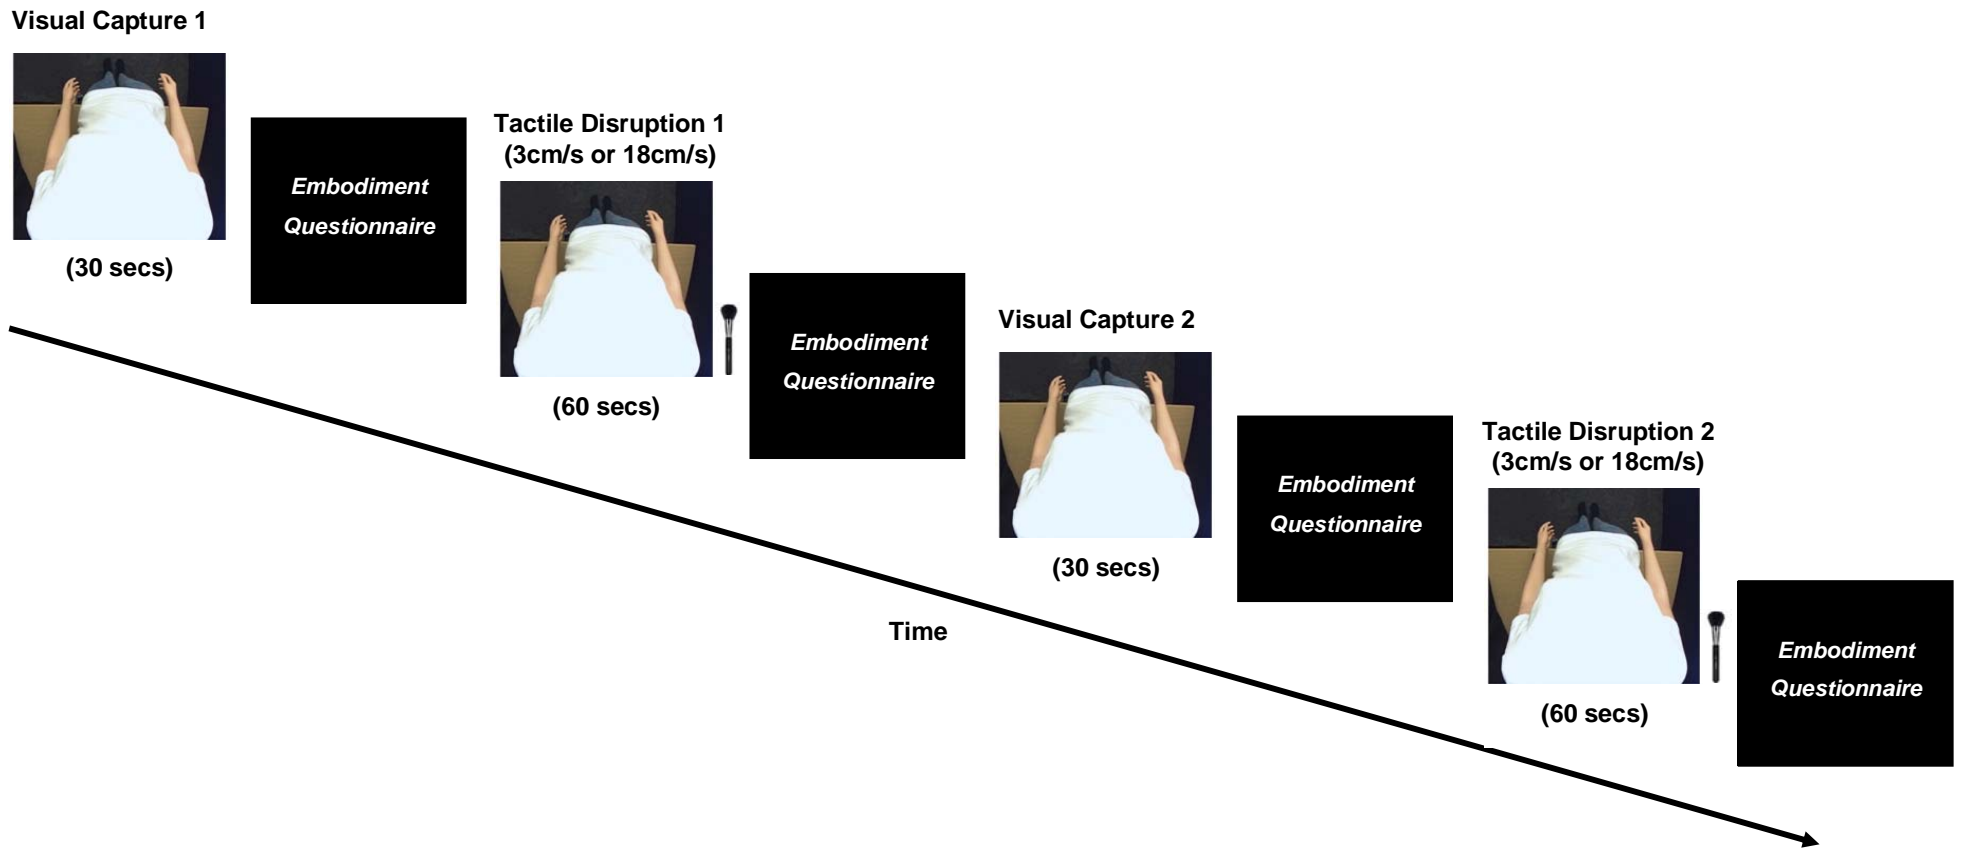 Visual Capture 1
(30 secs)
Embodiment
Questionnaire
Tactile Disruption 1
(3cm/s or 18cm/s)
(60 secs)
Embodiment
Questionnaire
Visual Capture 2
(30 secs)
Embodiment
Questionnaire
Tactile Disruption 2
(3cm/s or 18cm/s)
(60 secs)
Embodiment
Questionnaire
Time